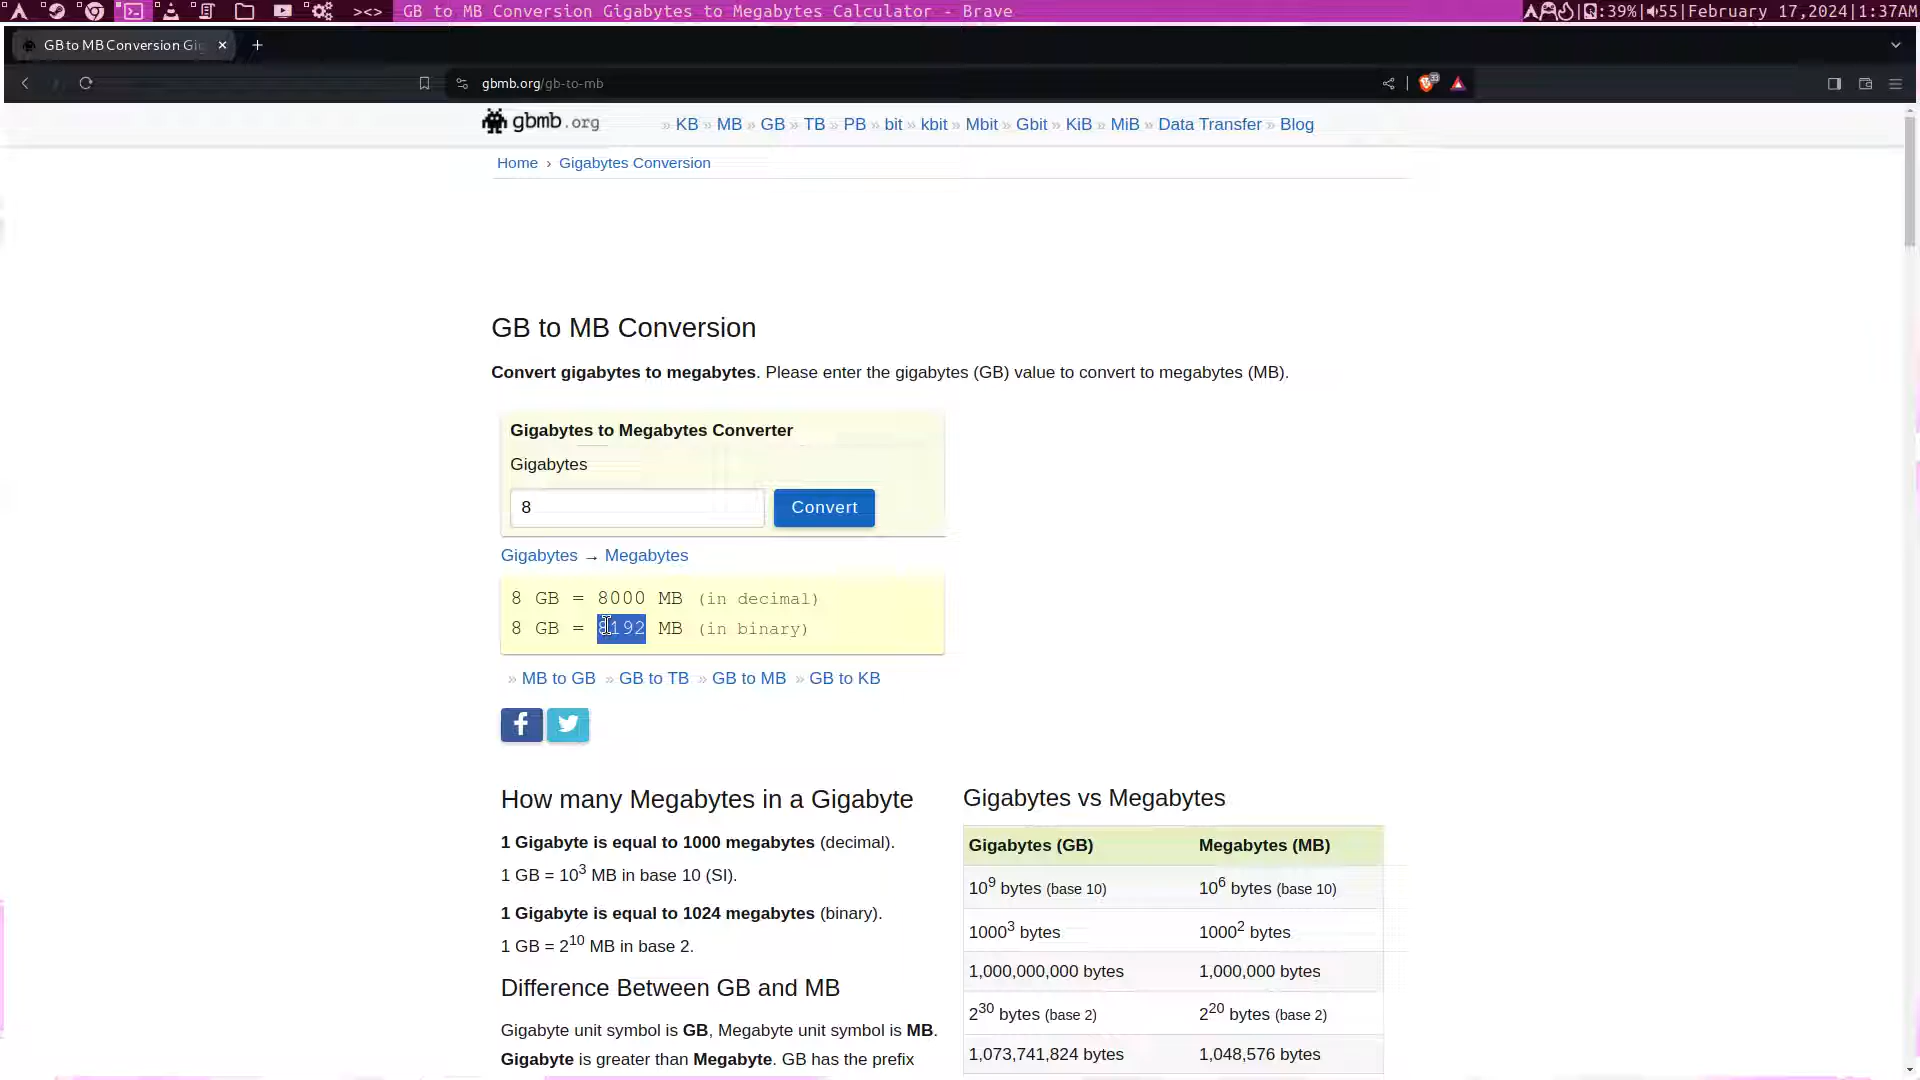 ><> GB to MB Conversion Gigabytes to Megabytes Calculator - Brave
:39%|55|February 17,2024|1:37AM
GB to MB Conversion Gi
gbmb.org/gb-to-mb
33
gbmb.org
» KB » MB » GB » TB » PB » bit » kbit » Mbit » Gbit » KiB » MiB » Data Transfer » Blog
Home › Gigabytes Conversion
GB to MB Conversion
Convert gigabytes to megabytes. Please enter the gigabytes (GB) value to convert to megabytes (MB).
Gigabytes to Megabytes Converter
Gigabytes
8
Convert
Gigabytes → Megabytes
8 GB = 8000 MB (in decimal)
8 GB = 8192 MB (in binary)
» MB to GB » GB to TB » GB to MB » GB to KB
How many Megabytes in a Gigabyte
1 Gigabyte is equal to 1000 megabytes (decimal).
1 GB = 10³ MB in base 10 (SI).
1 Gigabyte is equal to 1024 megabytes (binary).
1 GB = 2¹⁰ MB in base 2.
Difference Between GB and MB
Gigabyte unit symbol is GB, Megabyte unit symbol is MB.
Gigabyte is greater than Megabyte. GB has the prefix
Gigabytes vs Megabytes
Gigabytes (GB) Megabytes (MB)
10⁹ bytes (base 10) 10⁶ bytes (base 10)
1000³ bytes 1000² bytes
1,000,000,000 bytes 1,000,000 bytes
2³⁰ bytes (base 2) 2²⁰ bytes (base 2)
1,073,741,824 bytes 1,048,576 bytes